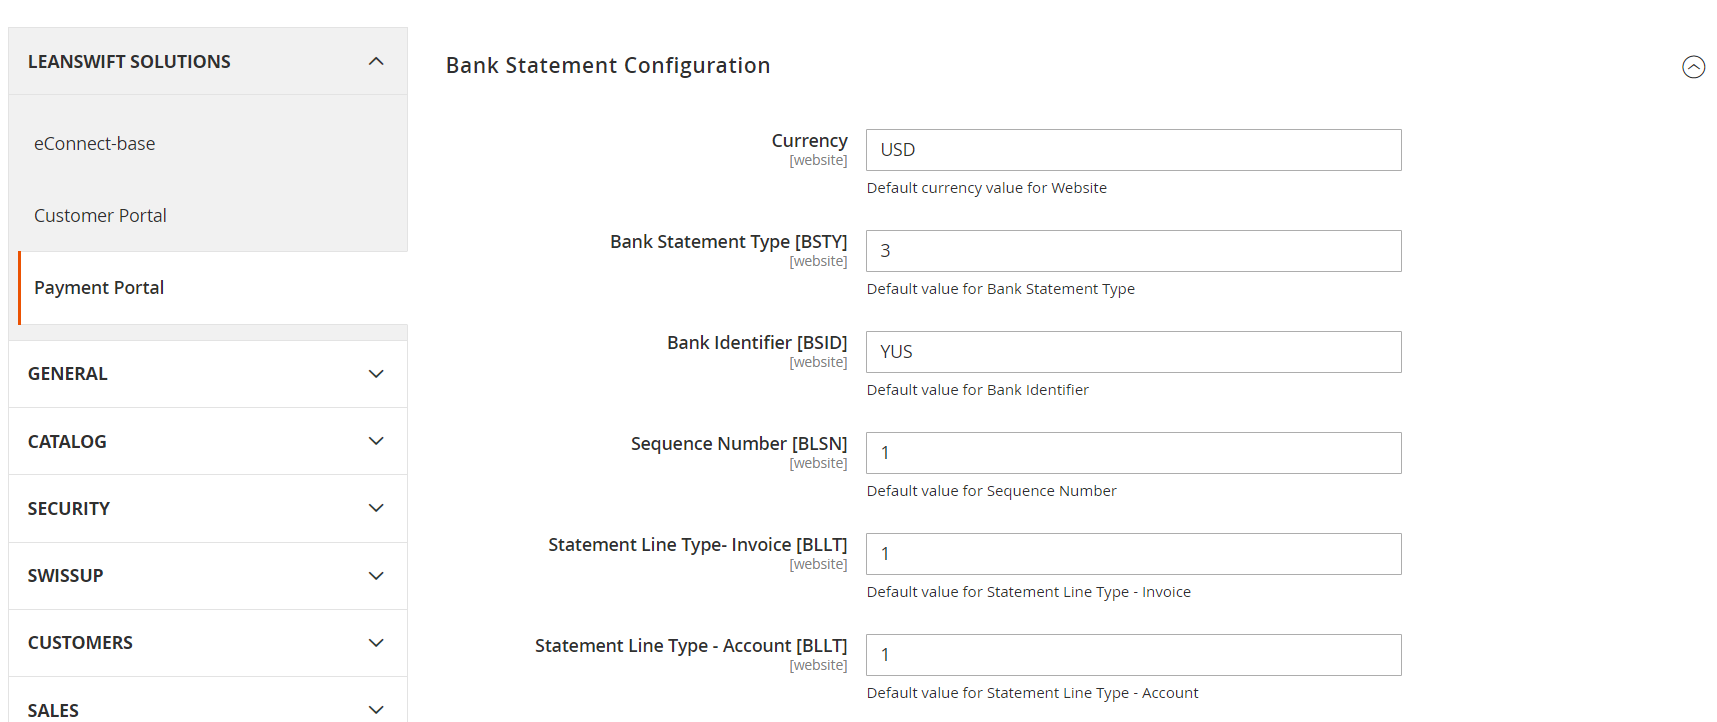 LEANSWIFT SOLUTIONS
eConnect-base
Customer Portal
Payment Portal
GENERAL
CATALOG
SECURITY
SWISSUP
CUSTOMERS
SALES
Bank Statement Configuration
Currency
[website]
USD
Default currency value for Website
Bank Statement Type [BSTY]
[website]
3
Default value for Bank Statement Type
Bank Identifier [BSID]
[website]
YUS
Default value for Bank Identifier
Sequence Number [BLSN]
[website]
1
Default value for Sequence Number
Statement Line Type- Invoice [BLLT]
[website]
1
Default value for Statement Line Type - Invoice
Statement Line Type - Account [BLLT]
[website]
1
Default value for Statement Line Type - Account